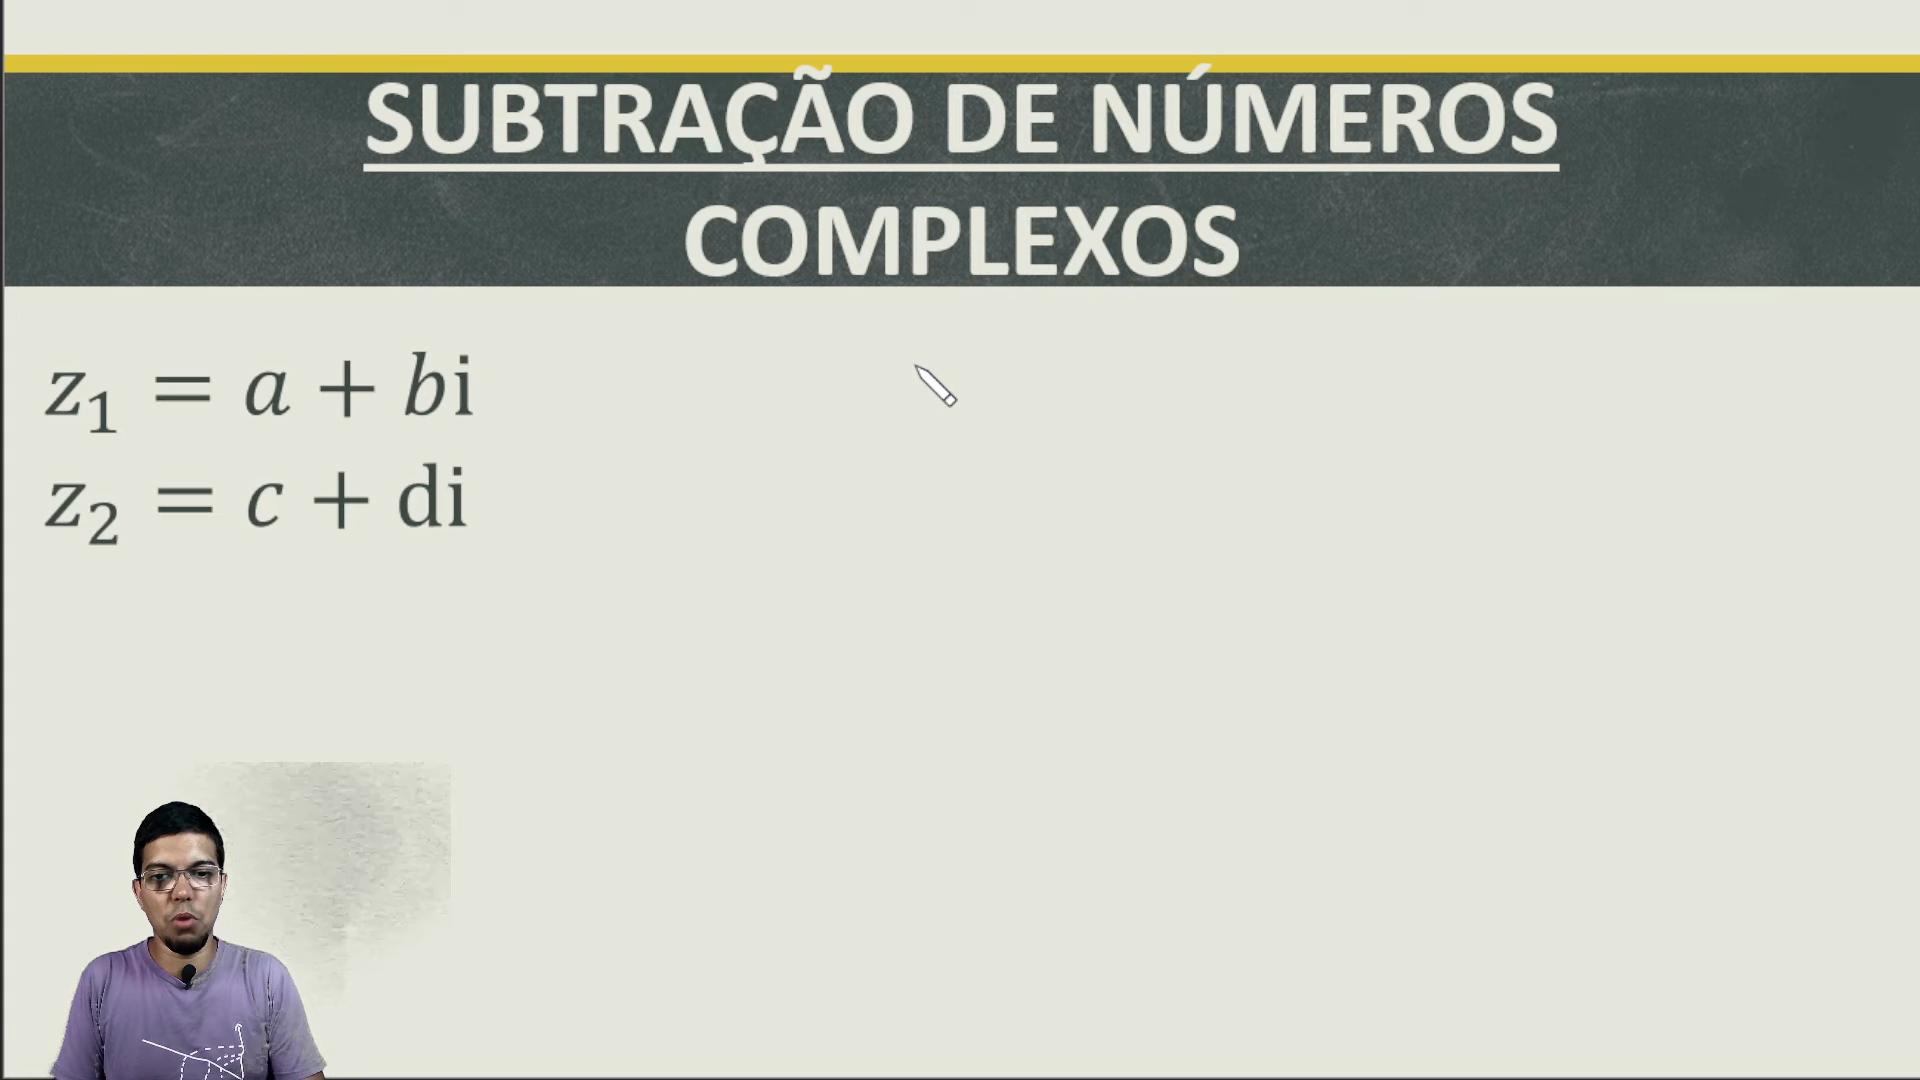 SUBTRAÇÃO DE NÚMEROS
COMPLEXOS
z₁ = a + bi
z₂ = c + di